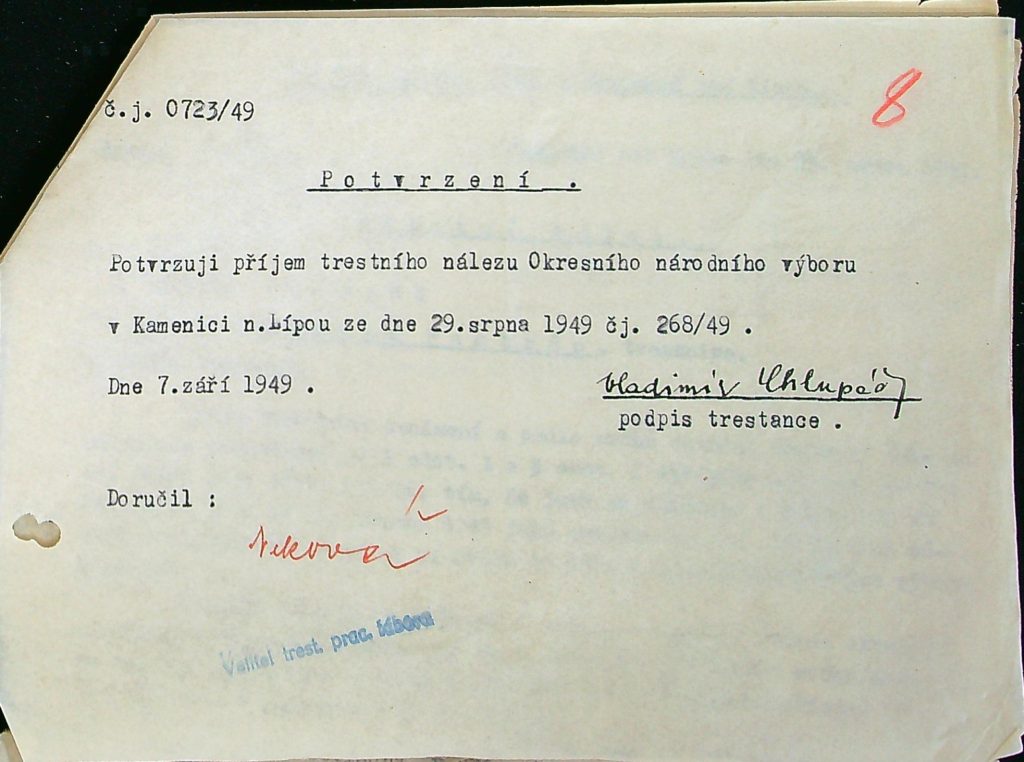 8
č.j. 0723/49
Potvrzení .
Potvrzuji příjem trestního nálezu Okresního národního výboru
v Kamenici n.Lípou ze dne 29.srpna 1949 čj. 268/49 .
Dne 7.září 1949 .
Vladimír Chlupáč
podpis trestance .
Doručil :
Velitel trest. prac. tábora